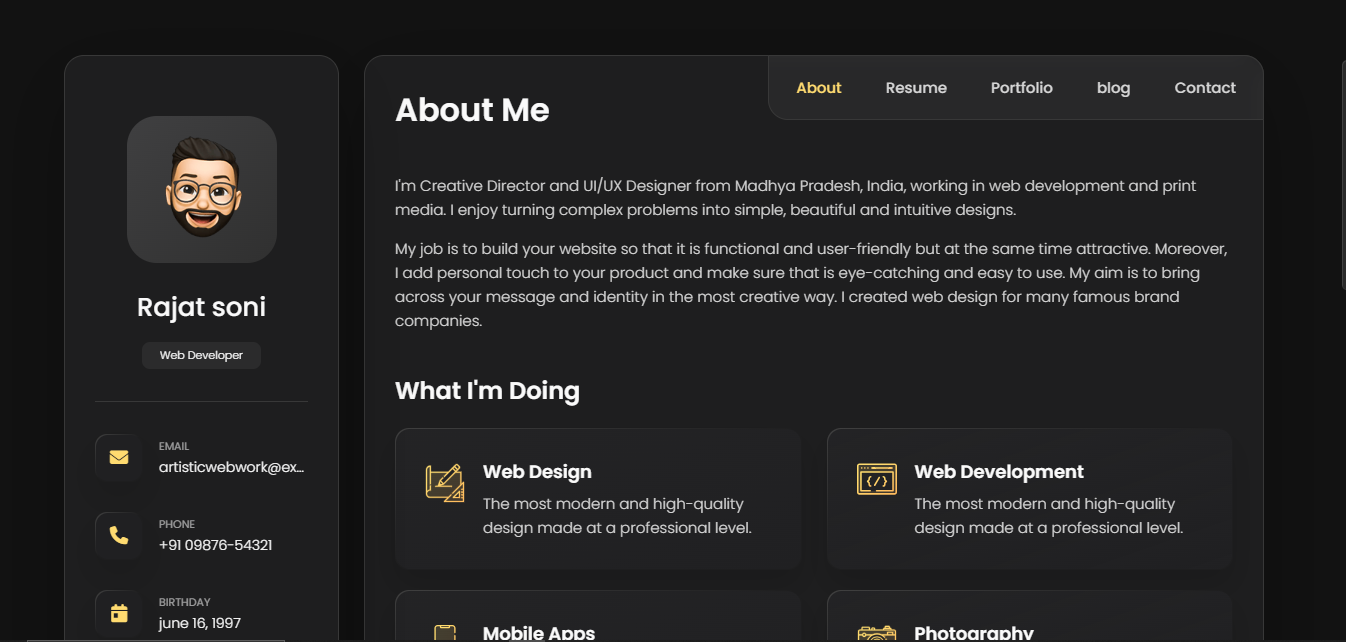 About
Resume
Portfolio
blog
Contact
About Me
Rajat soni
Web Developer
EMAIL
artisticwebwork@ex...
PHONE
+91 09876-54321
BIRTHDAY
june 16, 1997
I'm Creative Director and UI/UX Designer from Madhya Pradesh, India, working in web development and print
media. I enjoy turning complex problems into simple, beautiful and intuitive designs.
My job is to build your website so that it is functional and user-friendly but at the same time attractive. Moreover,
I add personal touch to your product and make sure that is eye-catching and easy to use. My aim is to bring
across your message and identity in the most creative way. I created web design for many famous brand
companies.
What I'm Doing
Web Design
The most modern and high-quality
design made at a professional level.
Web Development
The most modern and high-quality
design made at a professional level.
Mobile Apps
Photography